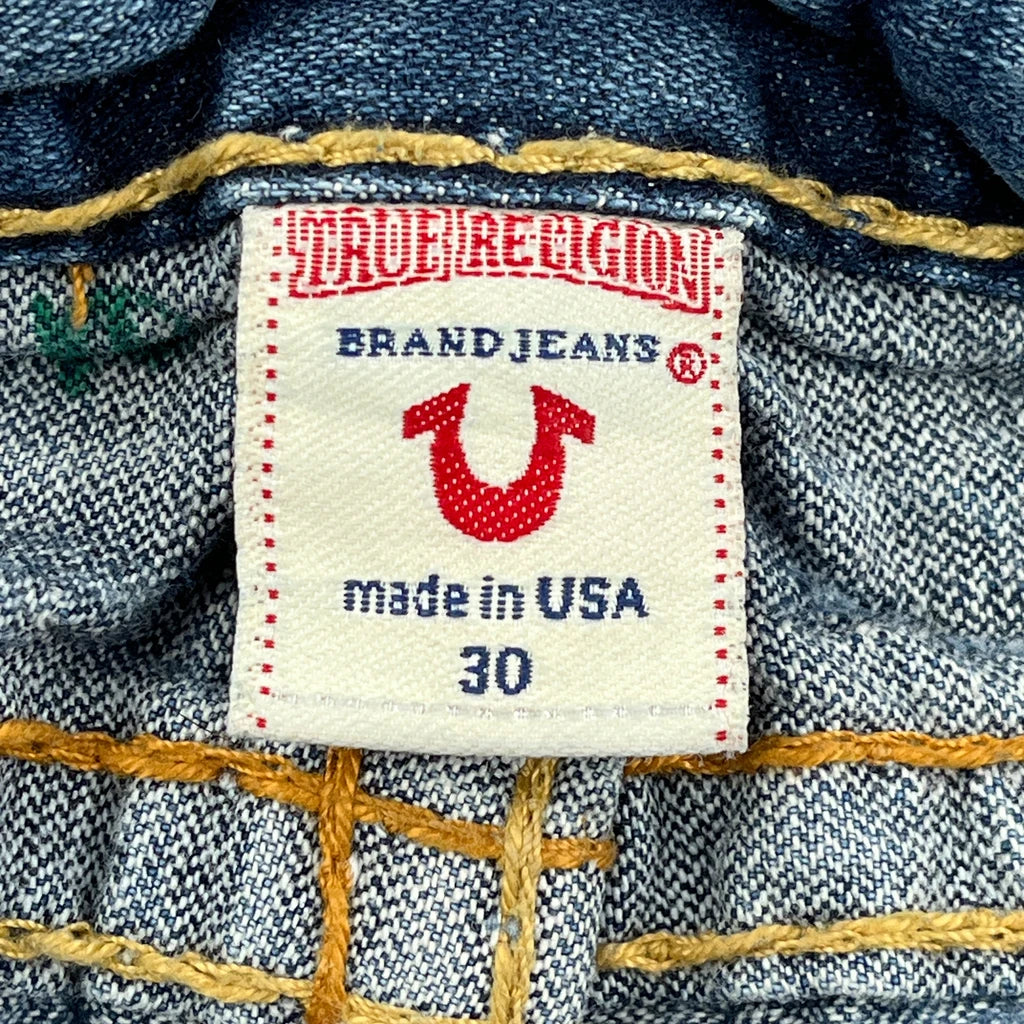 TRUE RELIGION
BRAND JEANS ®
made in USA
30